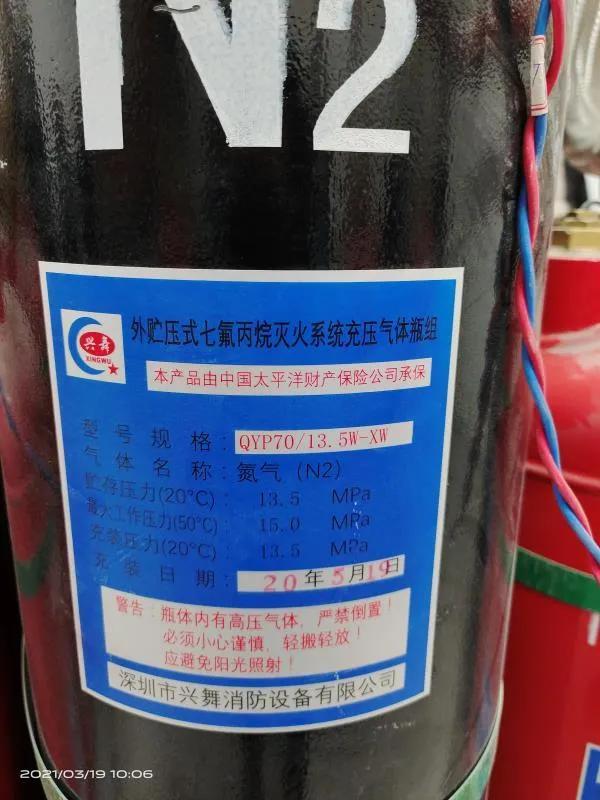 N2
7
兴舞
XINGWU
外贮压式七氟丙烷灭火系统充压气体瓶组
本产品由中国太平洋财产保险公司承保
型号规格：QYP70/13.5W-XW
气体名称：氮气（N2）
贮存压力(20°C)： 13.5 MPa
最大工作压力(50°C)： 15.0 MPa
充装压力(20°C)： 13.5 MPa
充装日期： 20年5月19日
警告：瓶体内有高压气体，严禁倒置！
必须小心谨慎，轻搬轻放！
应避免阳光照射！
深圳市兴舞消防设备有限公司
2021/03/19 10:06